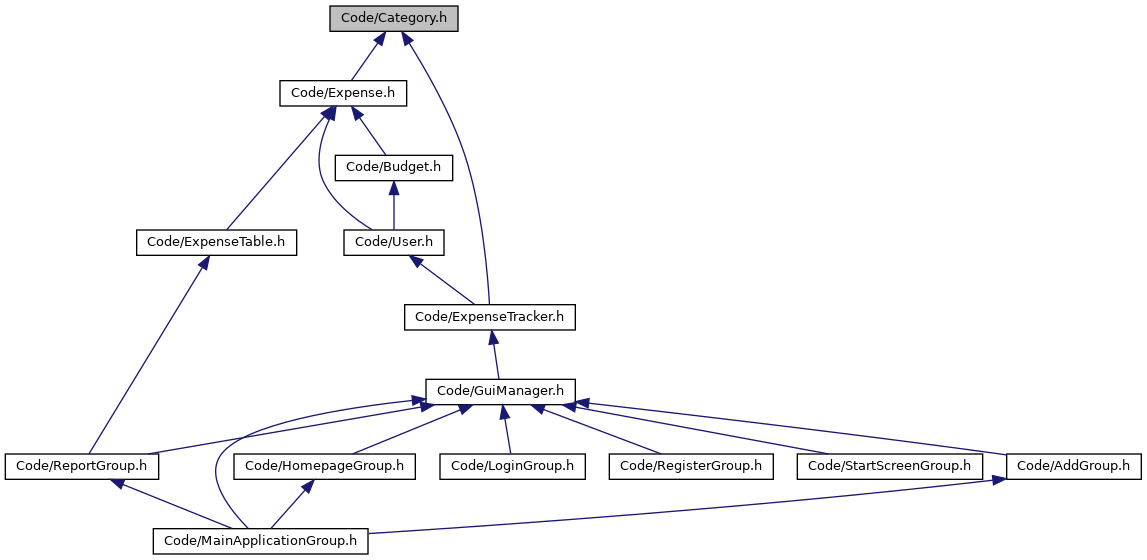 Code/Category.h
Code/Expense.h
Code/Budget.h
Code/ExpenseTable.h
Code/User.h
Code/ExpenseTracker.h
Code/GuiManager.h
Code/ReportGroup.h
Code/HomepageGroup.h
Code/LoginGroup.h
Code/RegisterGroup.h
Code/StartScreenGroup.h
Code/AddGroup.h
Code/MainApplicationGroup.h